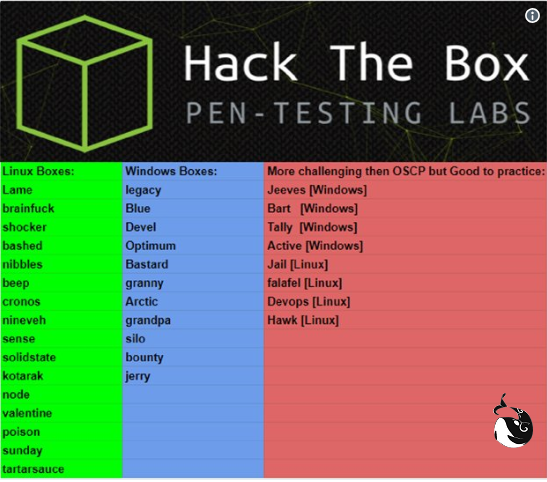 Hack The Box
PEN-TESTING LABS
Linux Boxes: Windows Boxes: More challenging then OSCP but Good to practice:
Lame legacy Jeeves [Windows]
brainfuck Blue Bart [Windows]
shocker Devel Tally [Windows]
bashed Optimum Active [Windows]
nibbles Bastard Jail [Linux]
beep granny falafel [Linux]
cronos Arctic Devops [Linux]
nineveh grandpa Hawk [Linux]
sense silo
solidstate bounty
kotarak jerry
node
valentine
poison
sunday
tartarsauce